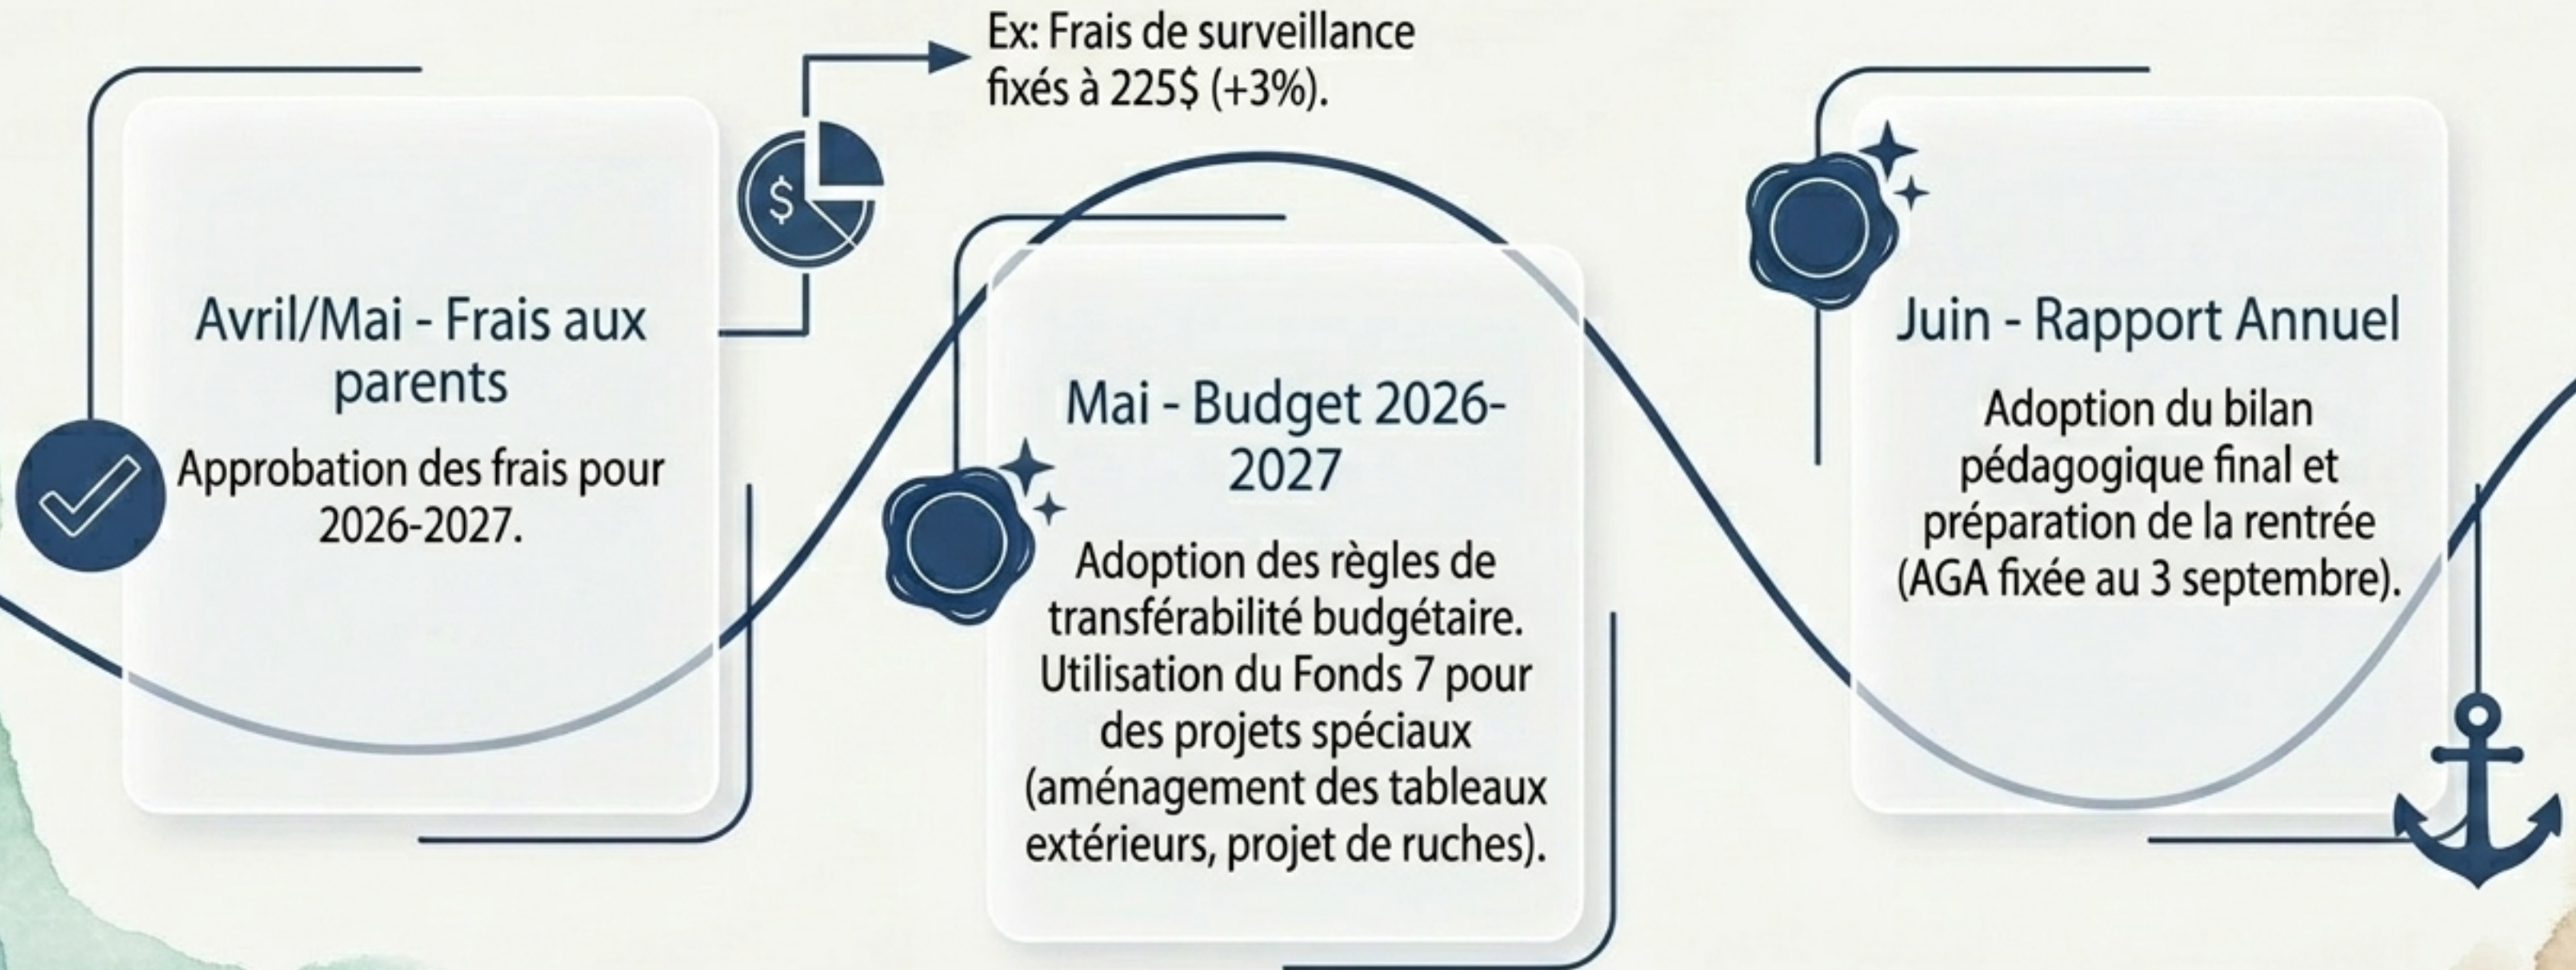 Ex: Frais de surveillance
fixés à 225$ (+3%).
$
Avril/Mai - Frais aux
parents
Approbation des frais pour
2026-2027.
Mai - Budget 2026-
2027
Adoption des règles de
transférabilité budgétaire.
Utilisation du Fonds 7 pour
des projets spéciaux
(aménagement des tableaux
extérieurs, projet de ruches).
Juin - Rapport Annuel
Adoption du bilan
pédagogique final et
préparation de la rentrée
(AGA fixée au 3 septembre).